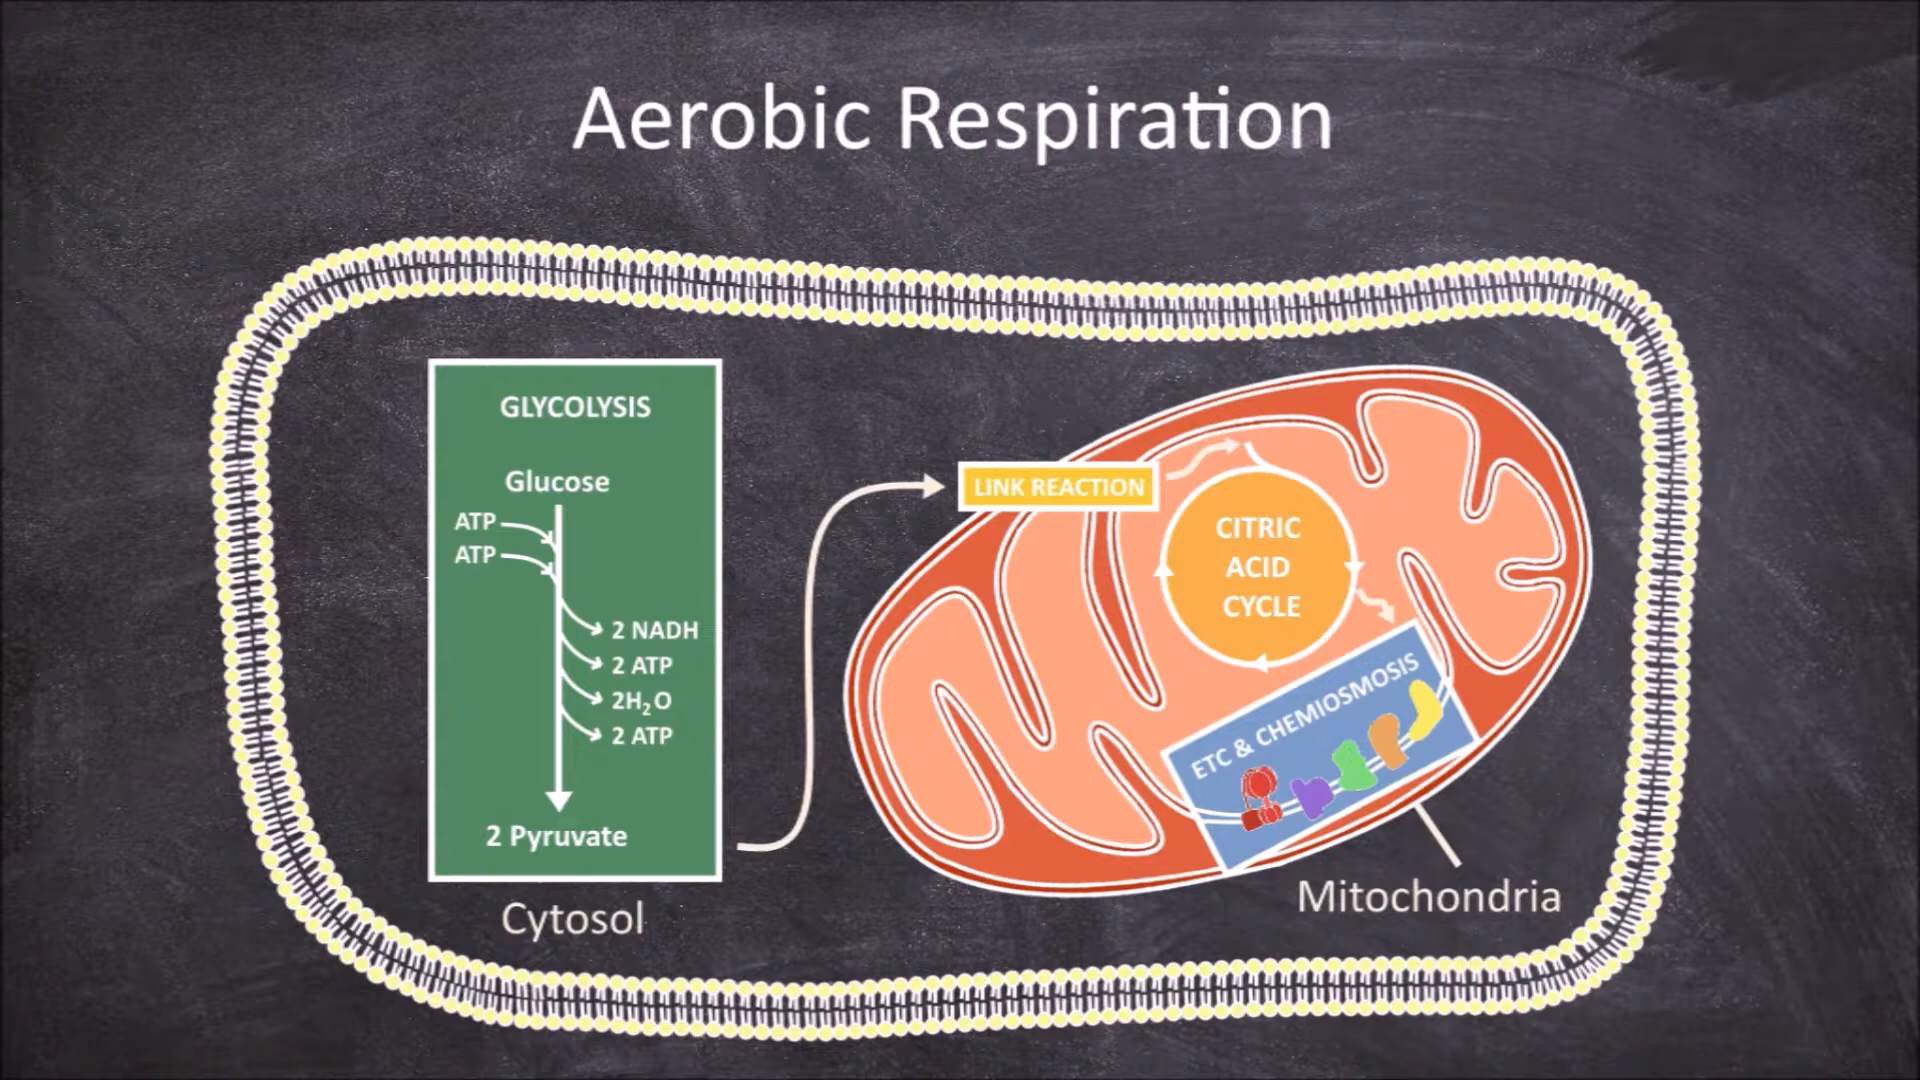 Aerobic Respiration
GLYCOLYSIS
Glucose
ATP
ATP
2 NADH
2 ATP
2H₂O
2 ATP
2 Pyruvate
Cytosol
LINK REACTION
CITRIC
ACID
CYCLE
ETC & CHEMIOSMOSIS
Mitochondria